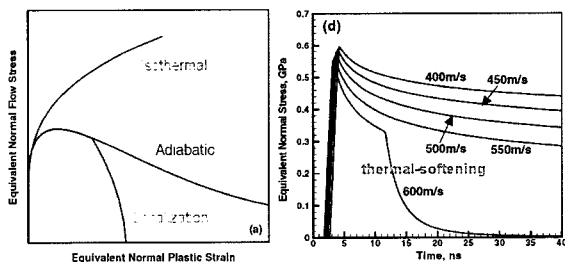 Equivalent Normal Flow Stress
Isothermal
Adiabatic
Localization
(a)
Equivalent Normal Plastic Strain
(d)
Equivalent Normal Stress, GPa
0.7
0.6
0.5
0.4
0.3
0.2
0.1
0
400m/s
450m/s
500m/s
550m/s
thermal-softening
600m/s
0 5 10 15 20 25 30 35 40
Time, ns